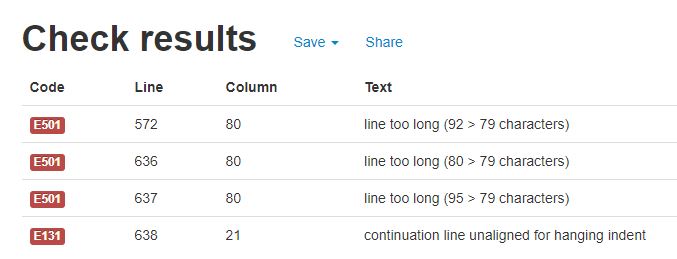 Check results Save Share
Code Line Column Text
E501 572 80 line too long (92 > 79 characters)
E501 636 80 line too long (80 > 79 characters)
E501 637 80 line too long (95 > 79 characters)
E131 638 21 continuation line unaligned for hanging indent